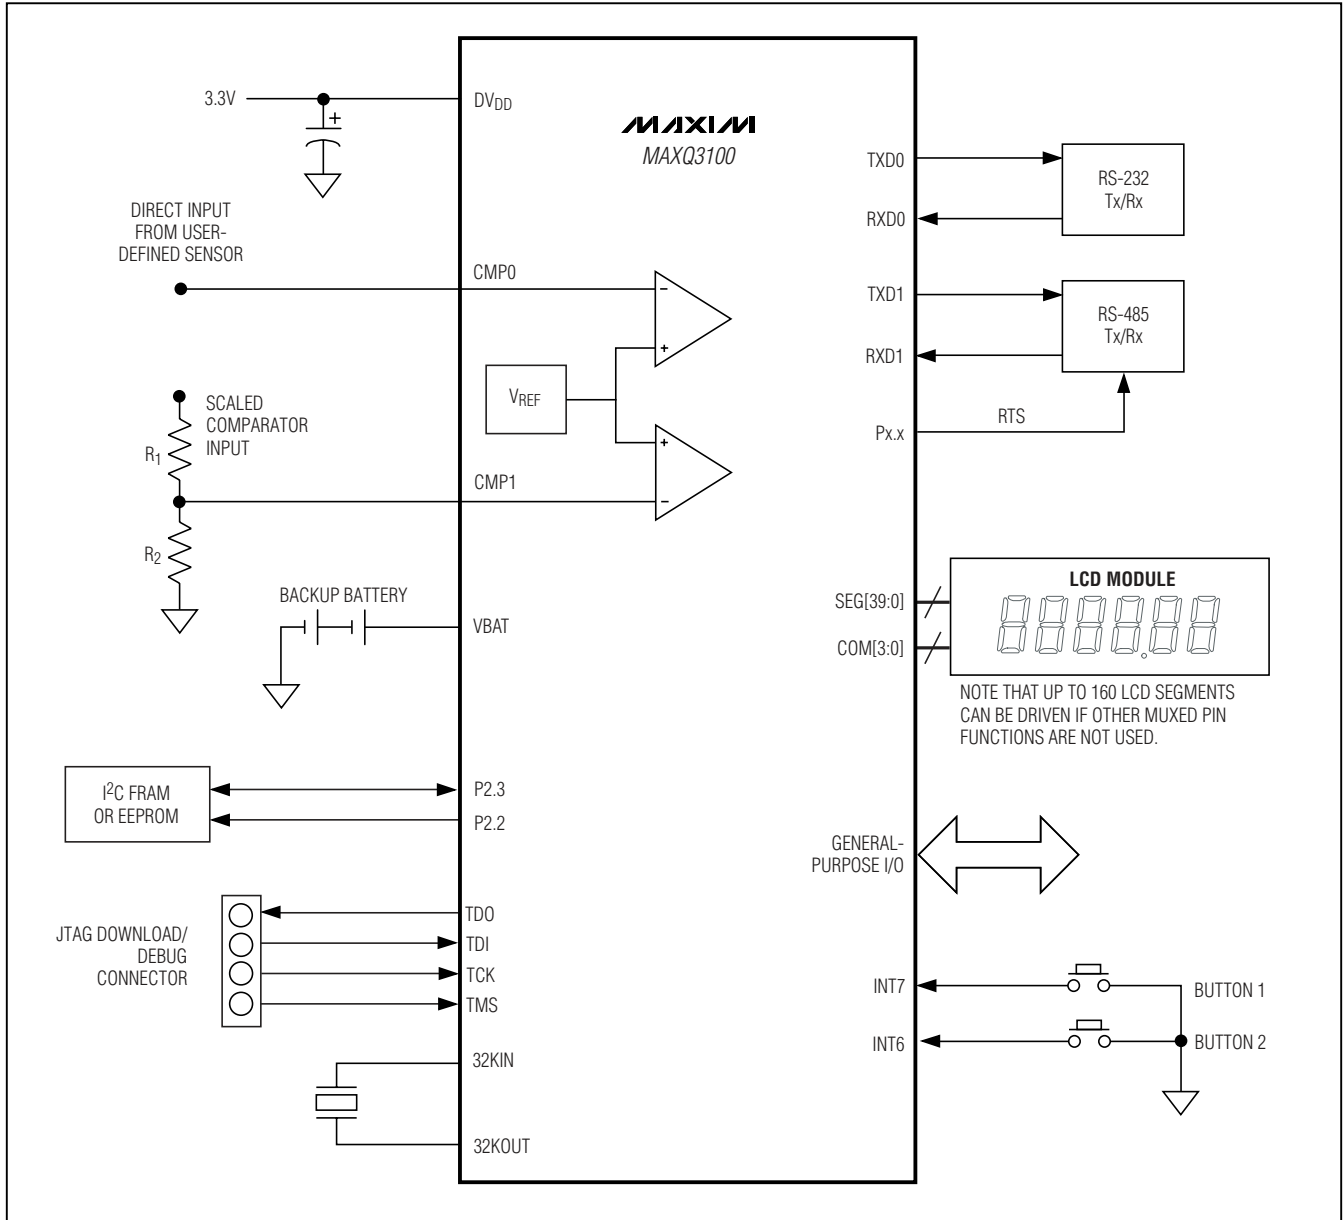 3.3V
+
DVDD
MAXIM
MAXQ3100
DIRECT INPUT
FROM USER-
DEFINED SENSOR
CMP0
−
+
VREF
SCALED
COMPARATOR
INPUT
R1
+
CMP1
−
R2
BACKUP BATTERY
VBAT
I2C FRAM
OR EEPROM
P2.3
P2.2
JTAG DOWNLOAD/
DEBUG
CONNECTOR
TDO
TDI
TCK
TMS
32KIN
32KOUT
TXD0
RXD0
RS-232
Tx/Rx
TXD1
RXD1
RS-485
Tx/Rx
Px.x
RTS
SEG[39:0]
COM[3:0]
LCD MODULE
NOTE THAT UP TO 160 LCD SEGMENTS
CAN BE DRIVEN IF OTHER MUXED PIN
FUNCTIONS ARE NOT USED.
GENERAL-
PURPOSE I/O
INT7
BUTTON 1
INT6
BUTTON 2